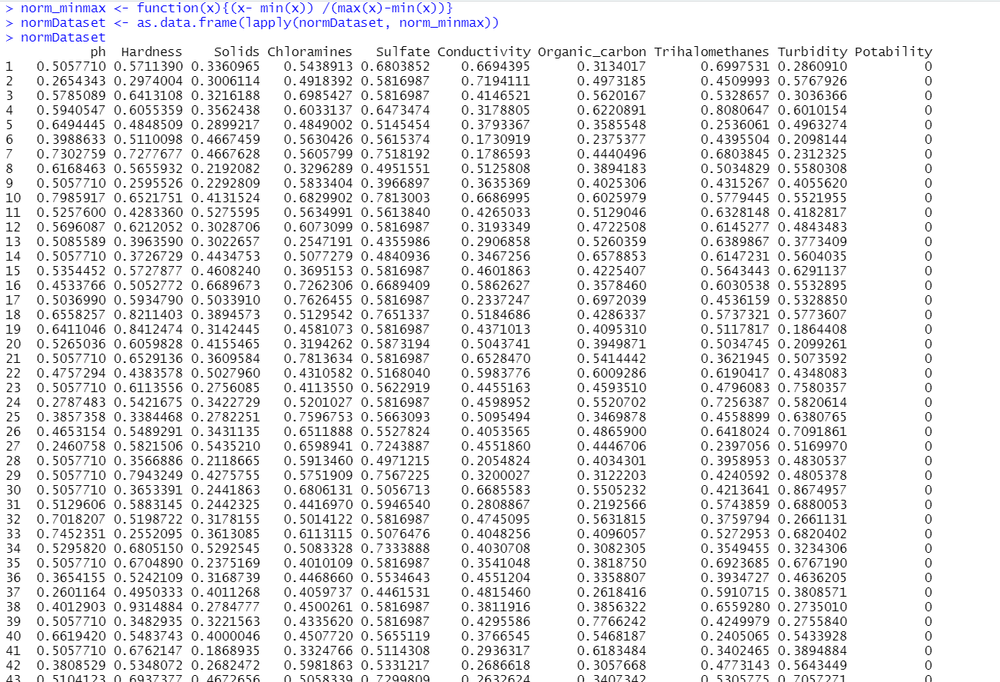 > norm_minmax <- function(x){(x- min(x)) /(max(x)-min(x))}
> normDataset <- as.data.frame(lapply(normDataset, norm_minmax))
> normDataset
ph Hardness Solids Chloramines Sulfate Conductivity Organic_carbon Trihalomethanes Turbidity Potability
1 0.5057710 0.5711390 0.3360965 0.5438913 0.6803852 0.6694395 0.3134017 0.6997531 0.2860910 0
2 0.2654343 0.2974004 0.3006114 0.4918392 0.5816987 0.7194111 0.4973185 0.4509993 0.5767926 0
3 0.5785089 0.6413108 0.3216188 0.6985427 0.5816987 0.4146521 0.5620167 0.5328657 0.3036366 0
4 0.5940547 0.6055359 0.3562438 0.6033137 0.6473474 0.3178805 0.6220891 0.8080647 0.6010154 0
5 0.6494445 0.4848509 0.2899217 0.4849002 0.5145454 0.3793367 0.3585548 0.2536061 0.4963274 0
6 0.3988633 0.5110098 0.4667459 0.5630426 0.5615374 0.1730919 0.2375377 0.4395504 0.2098144 0
7 0.7302759 0.7277677 0.4667628 0.5605799 0.7518192 0.1786593 0.4440496 0.6803845 0.2312325 0
8 0.6168463 0.5655932 0.2192082 0.3296289 0.4951551 0.5125808 0.3894183 0.5034829 0.5580308 0
9 0.5057710 0.2595526 0.2292809 0.5833404 0.3966897 0.3635369 0.4025306 0.4315267 0.4055620 0
10 0.7985917 0.6521751 0.4131524 0.6829902 0.7813003 0.6686995 0.6025979 0.5779445 0.5521955 0
11 0.5257600 0.4283360 0.5275595 0.5634991 0.5613840 0.4265033 0.5129046 0.6328148 0.4182817 0
12 0.5696087 0.6212052 0.3028706 0.6073099 0.5816987 0.3193349 0.4722508 0.6145277 0.4843483 0
13 0.5085589 0.3963590 0.3022657 0.2547191 0.4355986 0.2906858 0.5260359 0.6389867 0.3773409 0
14 0.5057710 0.3726729 0.4434753 0.5077279 0.4840936 0.3467256 0.6578853 0.6147231 0.5604035 0
15 0.5354452 0.5727877 0.4608240 0.3695153 0.5816987 0.4601863 0.4225407 0.5643443 0.6291137 0
16 0.4533766 0.5052772 0.6689673 0.7262306 0.6689409 0.5862627 0.3578460 0.6030538 0.5532895 0
17 0.5036990 0.5934790 0.5033910 0.7626455 0.5816987 0.2337247 0.6972039 0.4536159 0.5328850 0
18 0.6558257 0.8211403 0.3894573 0.5129542 0.7651337 0.5184686 0.4286337 0.5737321 0.5773607 0
19 0.6411046 0.8412474 0.3142445 0.4581073 0.5816987 0.4371013 0.4095310 0.5117817 0.1864408 0
20 0.5265036 0.6059828 0.4155465 0.3194262 0.5873194 0.5043741 0.3949871 0.5034745 0.2099261 0
21 0.5057710 0.6529136 0.3609584 0.7813634 0.5816987 0.6528470 0.5414442 0.3621945 0.5073592 0
22 0.4757294 0.4383578 0.5027960 0.4310582 0.5168040 0.5983776 0.6009286 0.6190417 0.4348083 0
23 0.5057710 0.6113556 0.2756085 0.4113550 0.5622919 0.4455163 0.4593510 0.4796083 0.7580357 0
24 0.2787483 0.5421675 0.3422729 0.5201027 0.5816987 0.4598952 0.5520702 0.7256387 0.5820614 0
25 0.3857358 0.3384468 0.2782251 0.7596753 0.5663093 0.5095494 0.3469878 0.4558899 0.6380765 0
26 0.4653154 0.5489291 0.3431135 0.6511888 0.5527824 0.4053565 0.4865900 0.6418024 0.7091861 0
27 0.2460758 0.5821506 0.5435210 0.6598941 0.7243887 0.4551860 0.4446706 0.2397056 0.5169970 0
28 0.5057710 0.3566886 0.2118665 0.5913460 0.4971215 0.2054824 0.4034301 0.3958953 0.4830537 0
29 0.5057710 0.7943249 0.4275755 0.5751909 0.7567225 0.3200027 0.3122203 0.4240592 0.4805378 0
30 0.5057710 0.3653391 0.2441863 0.6806131 0.5056713 0.6685583 0.5505232 0.4213641 0.8674957 0
31 0.5129606 0.5883145 0.2442325 0.4416970 0.5946540 0.2808867 0.2192566 0.5743859 0.6880053 0
32 0.7018207 0.5198722 0.3178155 0.5014122 0.5816987 0.4745095 0.5631815 0.3759794 0.2661131 0
33 0.7452351 0.2552095 0.3613085 0.6113115 0.5076476 0.4048256 0.4096057 0.5272953 0.6820402 0
34 0.5295820 0.6805150 0.5292545 0.5083328 0.7333888 0.4030708 0.3082305 0.3549455 0.3234306 0
35 0.5057710 0.6704890 0.2375169 0.4010109 0.5816987 0.3541048 0.3818750 0.6923685 0.6767190 0
36 0.3654155 0.5242109 0.3168739 0.4468660 0.5534643 0.4551204 0.3358807 0.3934727 0.4636205 0
37 0.2601164 0.4950333 0.4011268 0.4059737 0.4461531 0.4815460 0.2618416 0.5910715 0.3808571 0
38 0.4012903 0.9314884 0.2784777 0.4500261 0.5816987 0.3811916 0.3856322 0.6559280 0.2735010 0
39 0.5057710 0.3482935 0.3221563 0.4335620 0.5816987 0.4295586 0.7766242 0.4249979 0.2755840 0
40 0.6619420 0.5483743 0.4000046 0.4507720 0.5655119 0.3766545 0.5468187 0.2405065 0.5433928 0
41 0.5057710 0.6762147 0.1868935 0.3324766 0.5114308 0.2936317 0.6183484 0.3402465 0.3894884 0
42 0.3808529 0.5348072 0.2682472 0.5981863 0.5331217 0.2686618 0.3057668 0.4773143 0.5643449 0
43 0.5104123 0.6937377 0.4672656 0.5058339 0.7299809 0.2632624 0.3407342 0.5305775 0.7057271 0